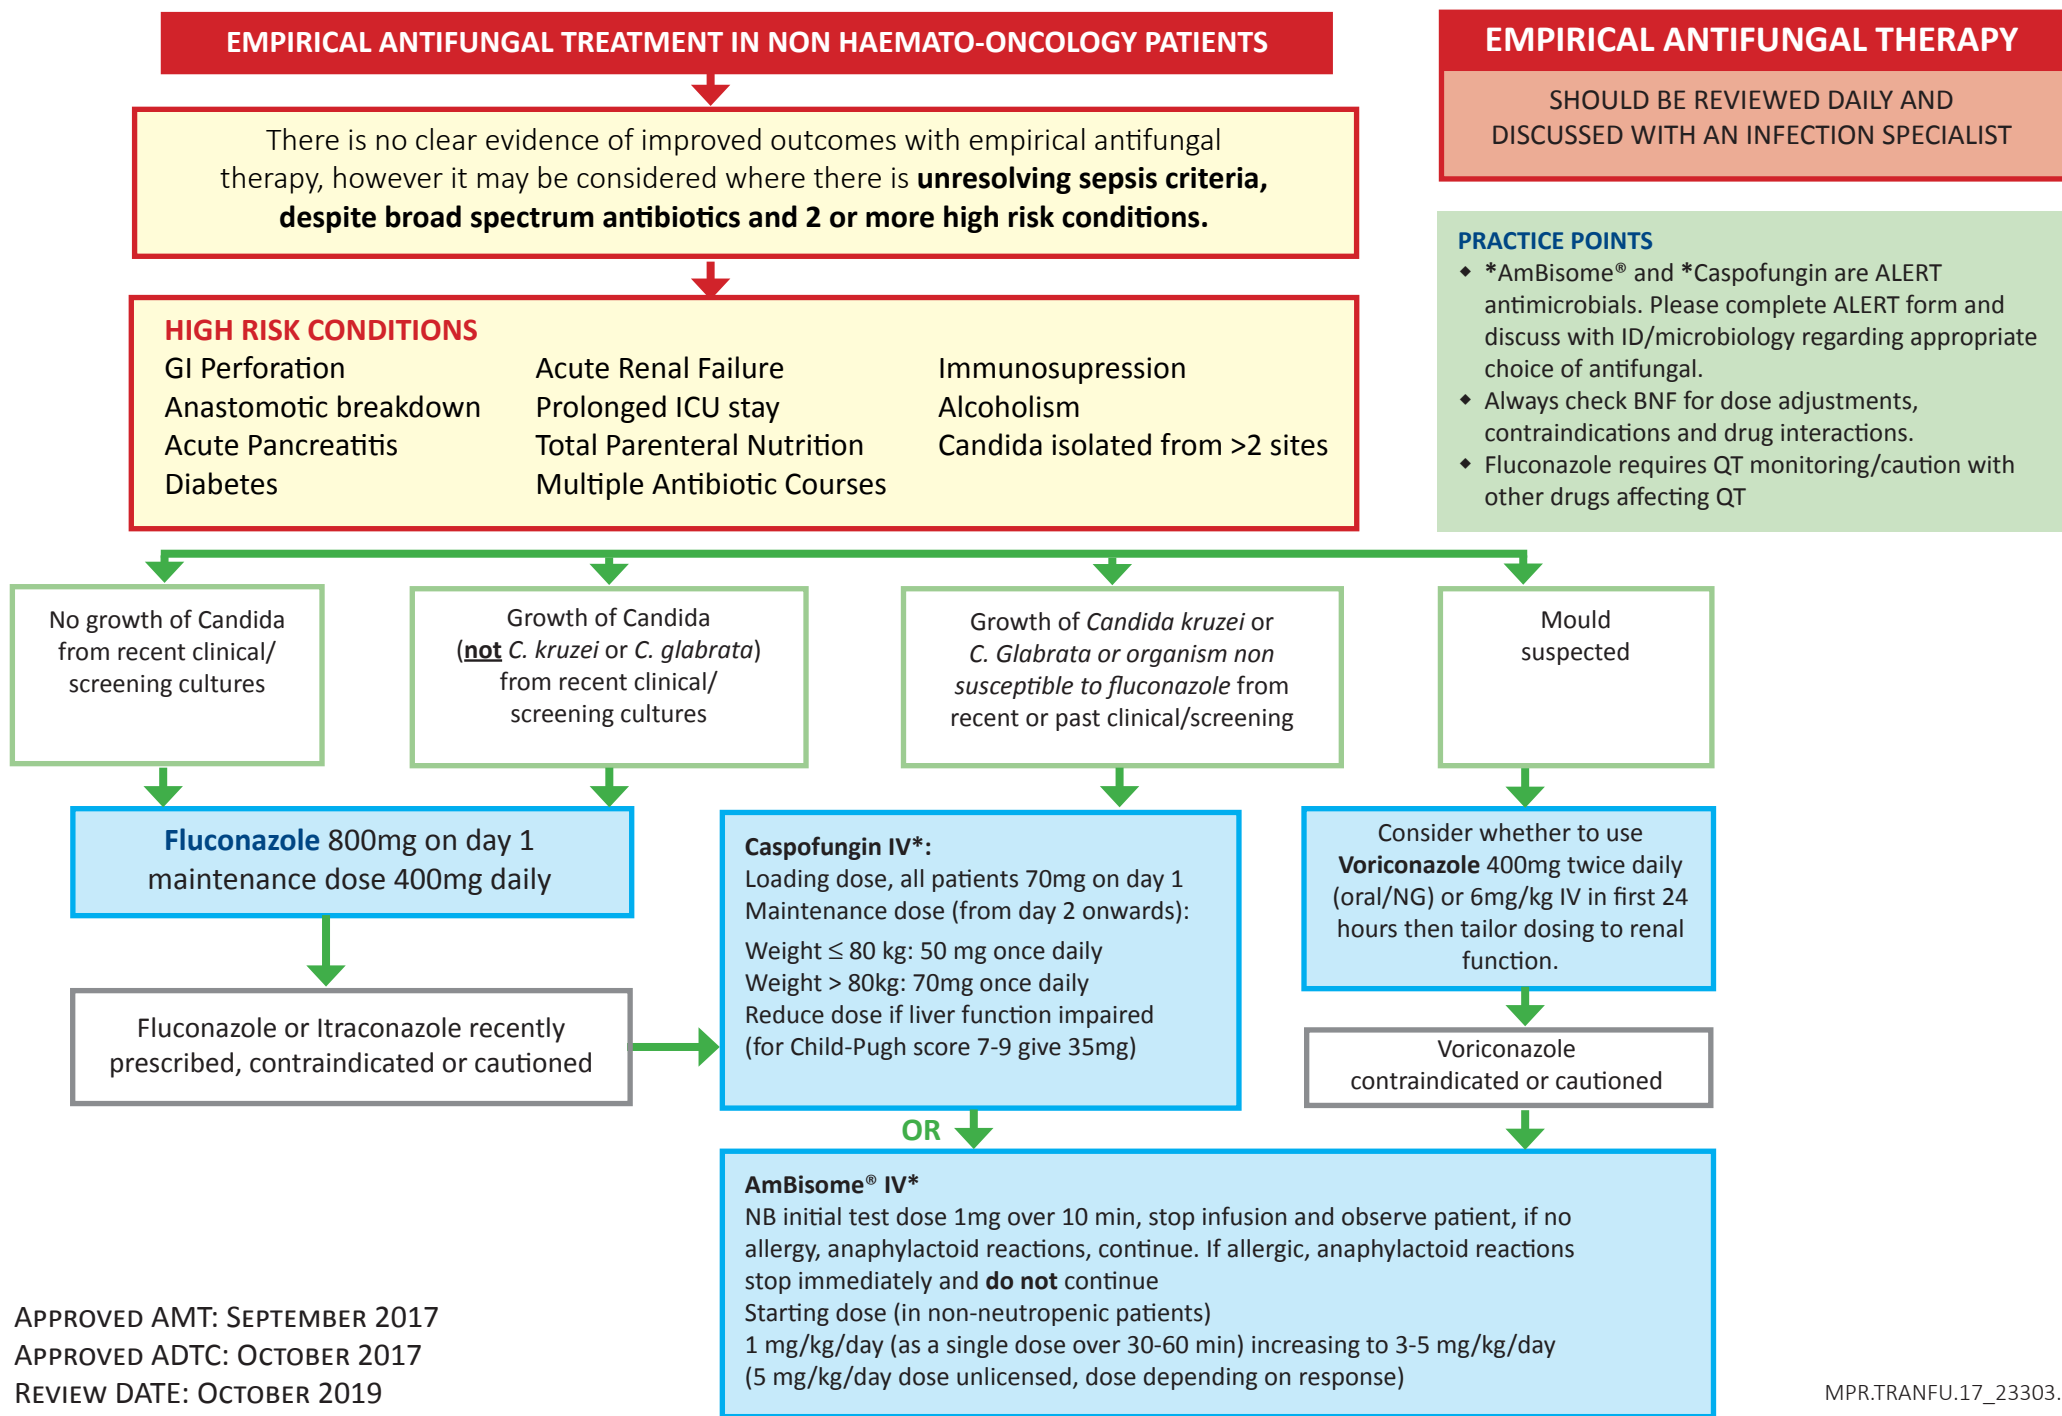 EMPIRICAL ANTIFUNGAL TREATMENT IN NON HAEMATO-ONCOLOGY PATIENTS
There is no clear evidence of improved outcomes with empirical antifungal
therapy, however it may be considered where there is unresolving sepsis criteria,
despite broad spectrum antibiotics and 2 or more high risk conditions.
EMPIRICAL ANTIFUNGAL THERAPY
SHOULD BE REVIEWED DAILY AND
DISCUSSED WITH AN INFECTION SPECIALIST
PRACTICE POINTS
◆ *AmBisome® and *Caspofungin are ALERT
antimicrobials. Please complete ALERT form and
discuss with ID/microbiology regarding appropriate
choice of antifungal.
◆ Always check BNF for dose adjustments,
contraindications and drug interactions.
◆ Fluconazole requires QT monitoring/caution with
other drugs affecting QT
HIGH RISK CONDITIONS
GI Perforation
Anastomotic breakdown
Acute Pancreatitis
Diabetes
Acute Renal Failure
Prolonged ICU stay
Total Parenteral Nutrition
Multiple Antibiotic Courses
Immunosupression
Alcoholism
Candida isolated from >2 sites
No growth of Candida
from recent clinical/
screening cultures
Growth of Candida
(not C. kruzei or C. glabrata)
from recent clinical/
screening cultures
Growth of Candida kruzei or
C. Glabrata or organism non
susceptible to fluconazole from
recent or past clinical/screening
Mould
suspected
Fluconazole 800mg on day 1
maintenance dose 400mg daily
Fluconazole or Itraconazole recently
prescribed, contraindicated or cautioned
Caspofungin IV*:
Loading dose, all patients 70mg on day 1
Maintenance dose (from day 2 onwards):
Weight ≤ 80 kg: 50 mg once daily
Weight > 80kg: 70mg once daily
Reduce dose if liver function impaired
(for Child-Pugh score 7-9 give 35mg)
Consider whether to use
Voriconazole 400mg twice daily
(oral/NG) or 6mg/kg IV in first 24
hours then tailor dosing to renal
function.
Voriconazole
contraindicated or cautioned
OR
AmBisome® IV*
NB initial test dose 1mg over 10 min, stop infusion and observe patient, if no
allergy, anaphylactoid reactions, continue. If allergic, anaphylactoid reactions
stop immediately and do not continue
Starting dose (in non-neutropenic patients)
1 mg/kg/day (as a single dose over 30-60 min) increasing to 3-5 mg/kg/day
(5 mg/kg/day dose unlicensed, dose depending on response)
APPROVED AMT: SEPTEMBER 2017
APPROVED ADTC: OCTOBER 2017
REVIEW DATE: OCTOBER 2019
MPR.TRANFU.17_23303.